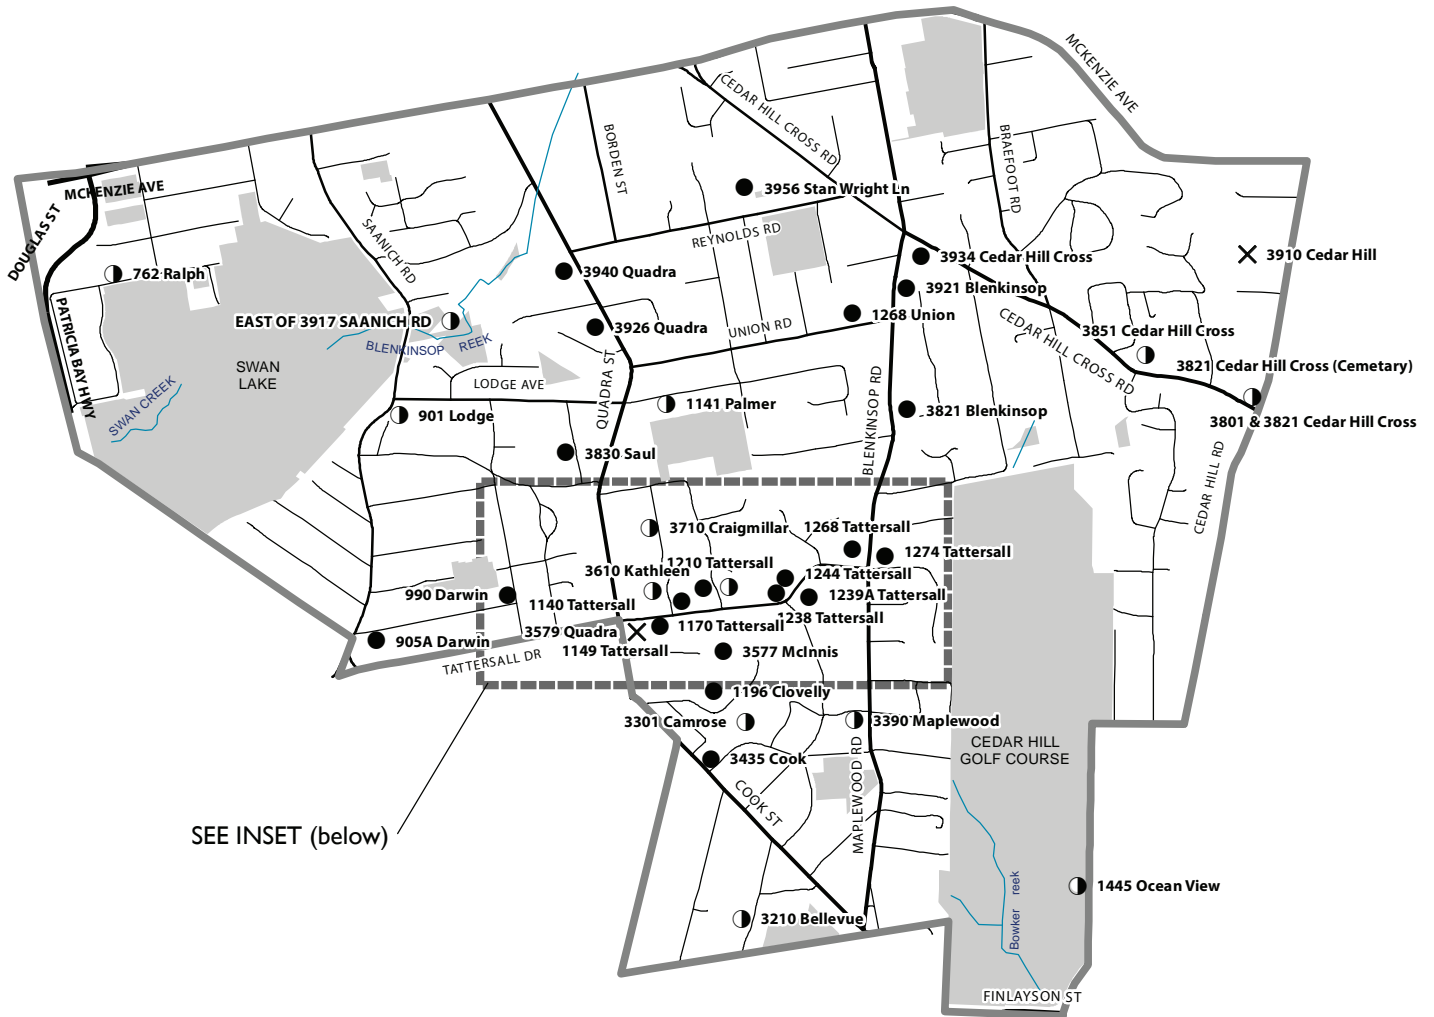 MCKENZIE AVE
CEDAR HILL CROSS RD
MCKENZIE AVE
DOUGLAS ST
BORDEN ST
BRAEFOOT RD
3956 Stan Wright Ln
SAANICH RD
REYNOLDS RD
762 Ralph
3940 Quadra
3934 Cedar Hill Cross
3910 Cedar Hill
PATRICIA BAY HWY
3921 Blenkinsop
EAST OF 3917 SAANICH RD
3926 Quadra
UNION RD
1268 Union
CEDAR HILL CROSS RD
3851 Cedar Hill Cross
BLENKINSOP REEK
SWAN
LAKE
3821 Cedar Hill Cross (Cemetary)
LODGE AVE
QUADRA ST
SWAN CREEK
901 Lodge
1141 Palmer
BLENKINSOP RD
3821 Blenkinsop
3801 & 3821 Cedar Hill Cross
3830 Saul
CEDAR HILL RD
3710 Craigmillar
1268 Tattersall
1274 Tattersall
3610 Kathleen
1210 Tattersall
1244 Tattersall
990 Darwin
1140 Tattersall
1239A Tattersall
1238 Tattersall
905A Darwin
3579 Quadra
1170 Tattersall
1149 Tattersall
3577 McInnis
TATTERSALL DR
1196 Clovelly
3301 Camrose
3390 Maplewood
3435 Cook
CEDAR HILL
GOLF COURSE
COOK ST
MAPLEWOOD RD
SEE INSET (below)
Bowker reek
1445 Ocean View
3210 Bellevue
FINLAYSON ST